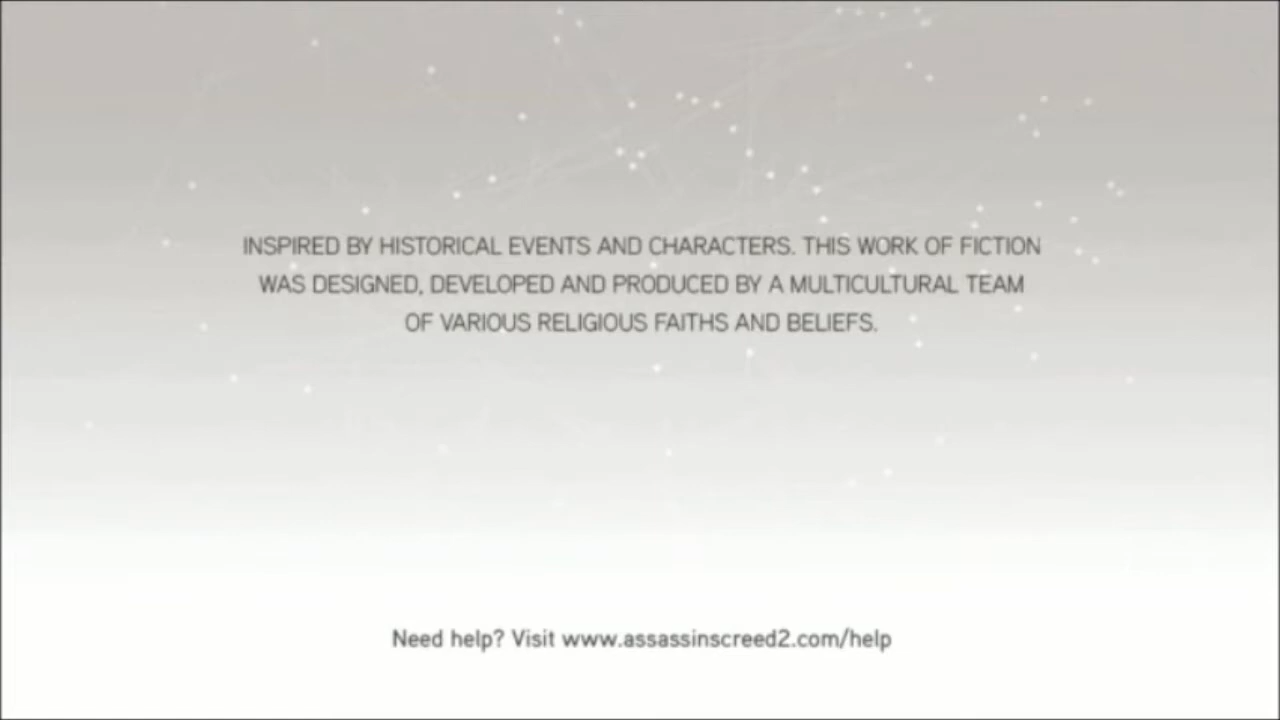 INSPIRED BY HISTORICAL EVENTS AND CHARACTERS. THIS WORK OF FICTION
WAS DESIGNED, DEVELOPED AND PRODUCED BY A MULTICULTURAL TEAM
OF VARIOUS RELIGIOUS FAITHS AND BELIEFS.
Need help? Visit www.assassinscreed2.com/help